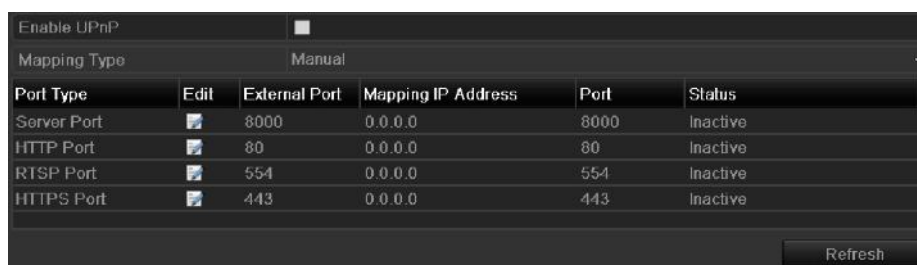 Enable UPnP
Mapping Type Manual
Port Type Edit External Port Mapping IP Address Port Status
Server Port 8000 0.0.0.0 8000 Inactive
HTTP Port 80 0.0.0.0 80 Inactive
RTSP Port 554 0.0.0.0 554 Inactive
HTTPS Port 443 0.0.0.0 443 Inactive
Refresh